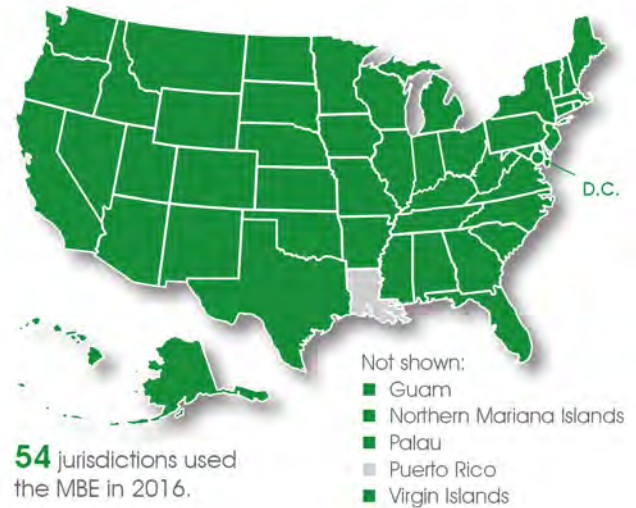 D.C.
Not shown:
Guam
Northern Mariana Islands
Palau
Puerto Rico
Virgin Islands
54 jurisdictions used
the MBE in 2016.